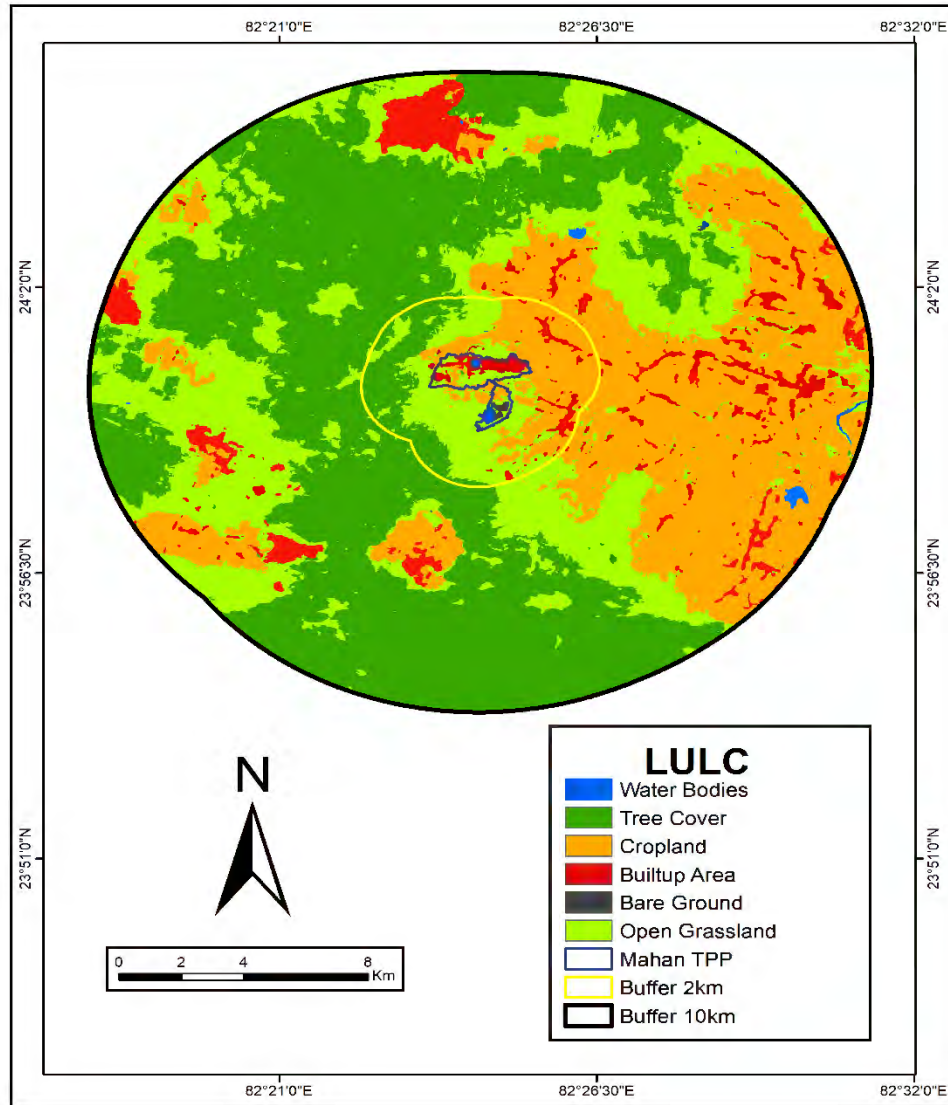 82°21'0"E 82°26'30"E 82°32'0"E
24°2'0"N 24°2'0"N
23°56'30"N 23°56'30"N
N
LULC
Water Bodies
Tree Cover
Cropland
Builtup Area
Bare Ground
Open Grassland
Mahan TPP
Buffer 2km
Buffer 10km
23°51'0"N 23°51'0"N
0 2 4 8
Km
82°21'0"E 82°26'30"E 82°32'0"E